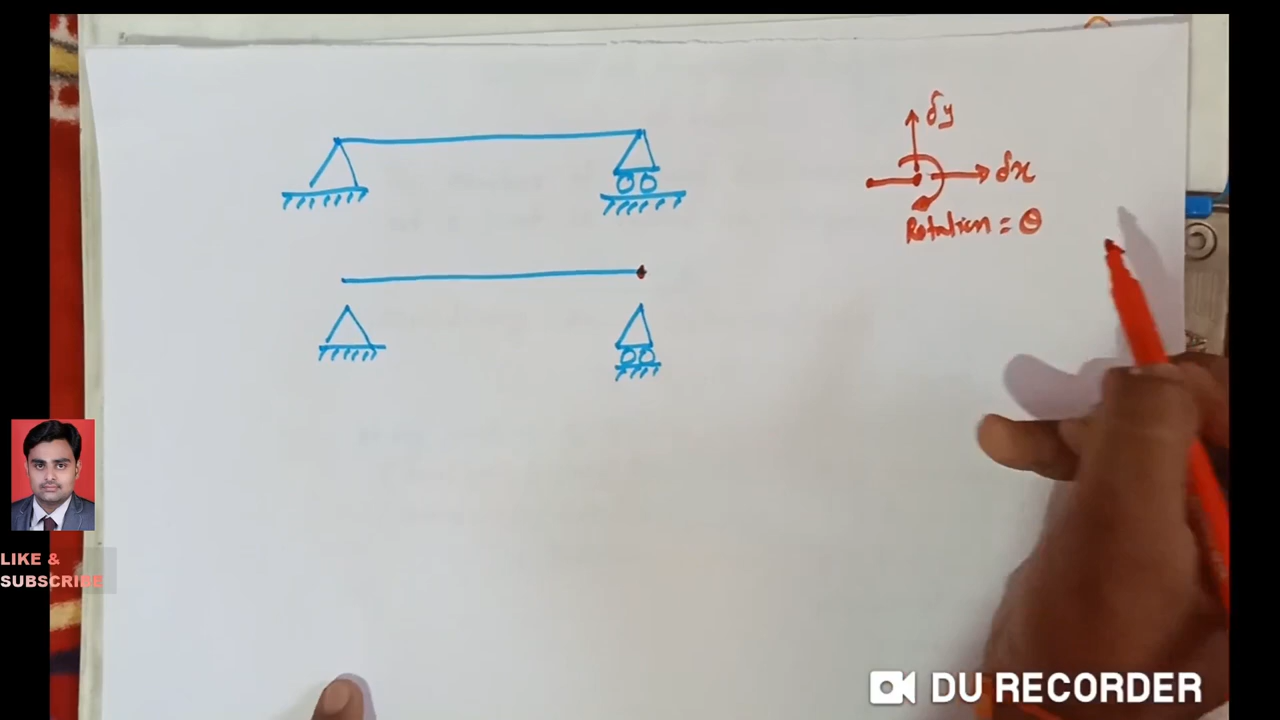 δy
δx
Rotation = θ
LIKE &
SUBSCRIBE
DU RECORDER